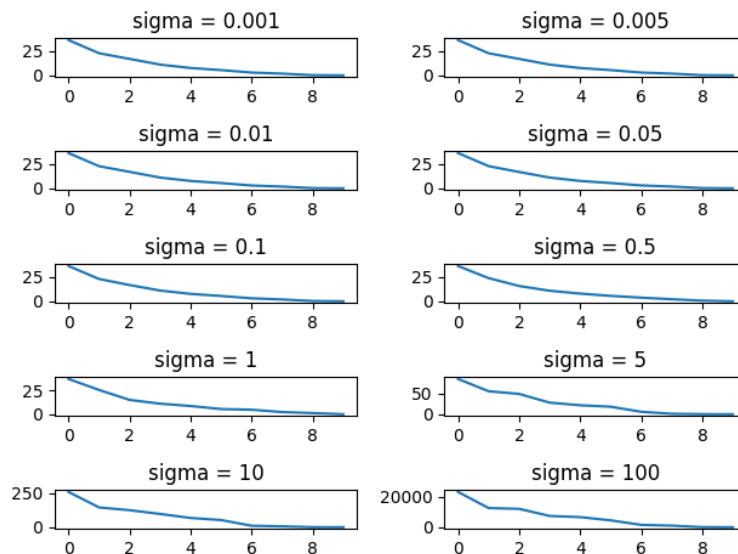 sigma = 0.001 sigma = 0.005
25 25
0 0
0 2 4 6 8 0 2 4 6 8
sigma = 0.01 sigma = 0.05
25 25
0 0
0 2 4 6 8 0 2 4 6 8
sigma = 0.1 sigma = 0.5
25 25
0 0
0 2 4 6 8 0 2 4 6 8
sigma = 1 sigma = 5
25 50
0 0
0 2 4 6 8 0 2 4 6 8
sigma = 10 sigma = 100
250 20000
0 0
0 2 4 6 8 0 2 4 6 8